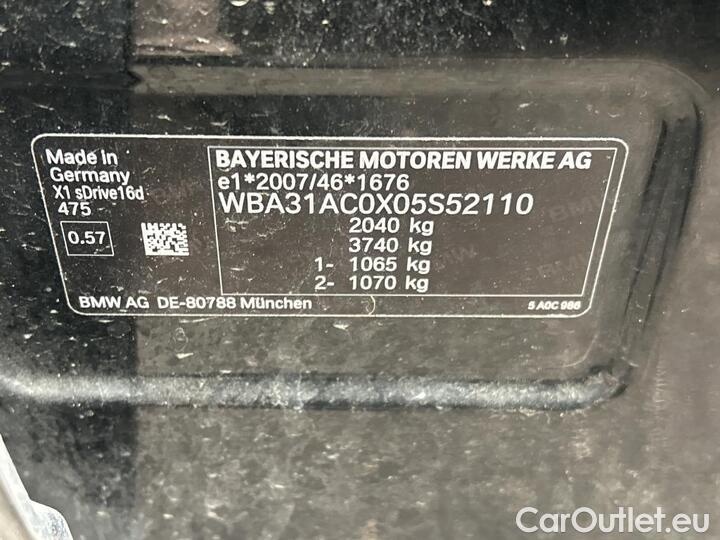 Made in
Germany
X1 sDrive16d
475
0.57
BAYERISCHE MOTOREN WERKE AG
e1*2007/46*1676
WBA31AC0X05S52110
2040 kg
3740 kg
1- 1065 kg
2- 1070 kg
BMW AG DE-80788 München
5 A0C 986
CarOutlet.eu